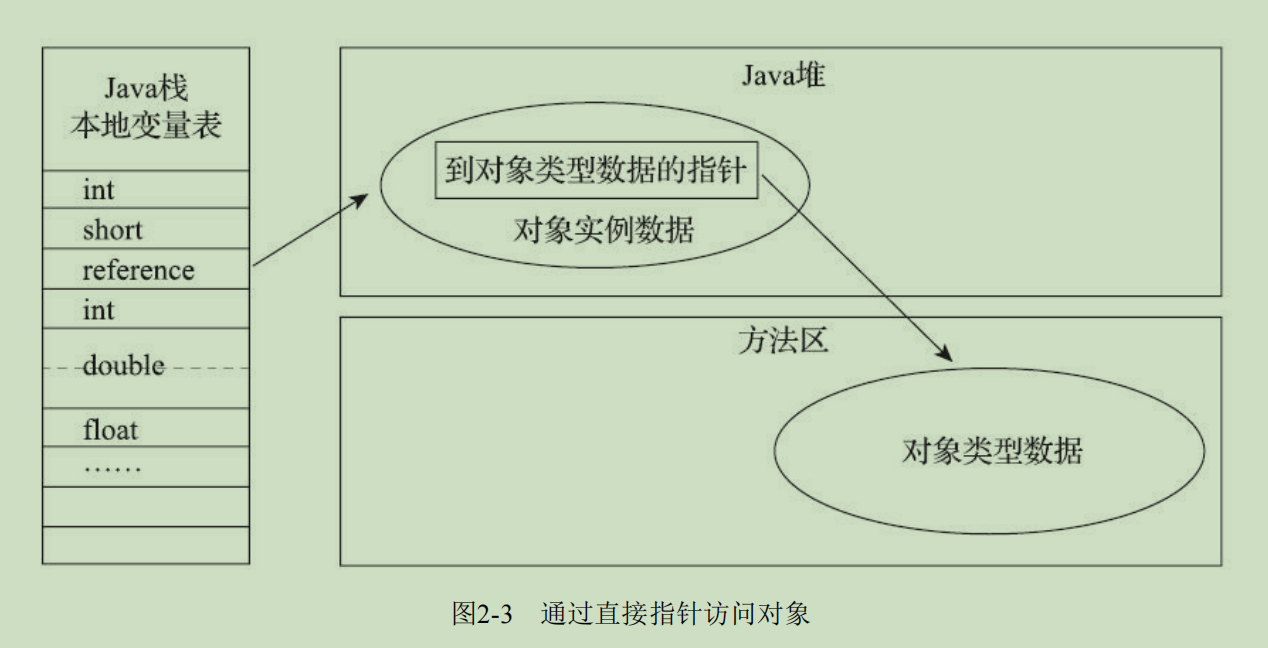 Java栈
本地变量表
int
short
reference
int
double
float
……
Java堆
到对象类型数据的指针
对象实例数据
方法区
对象类型数据
图2-3 通过直接指针访问对象